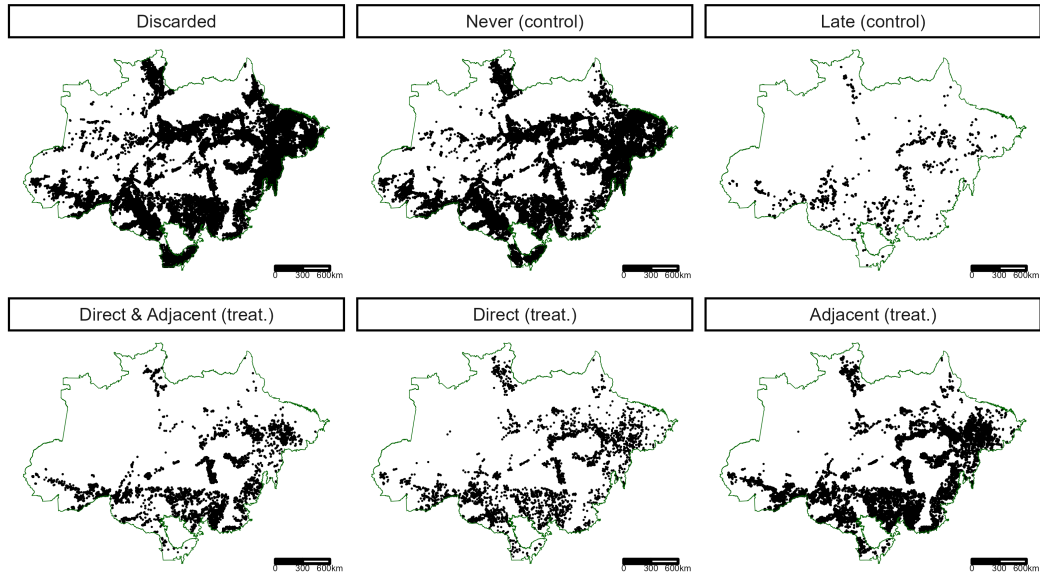 Discarded
Never (control)
Late (control)
0 300 600km
0 300 600km
0 300 600km
Direct & Adjacent (treat.)
Direct (treat.)
Adjacent (treat.)
0 300 600km
0 300 600km
0 300 600km